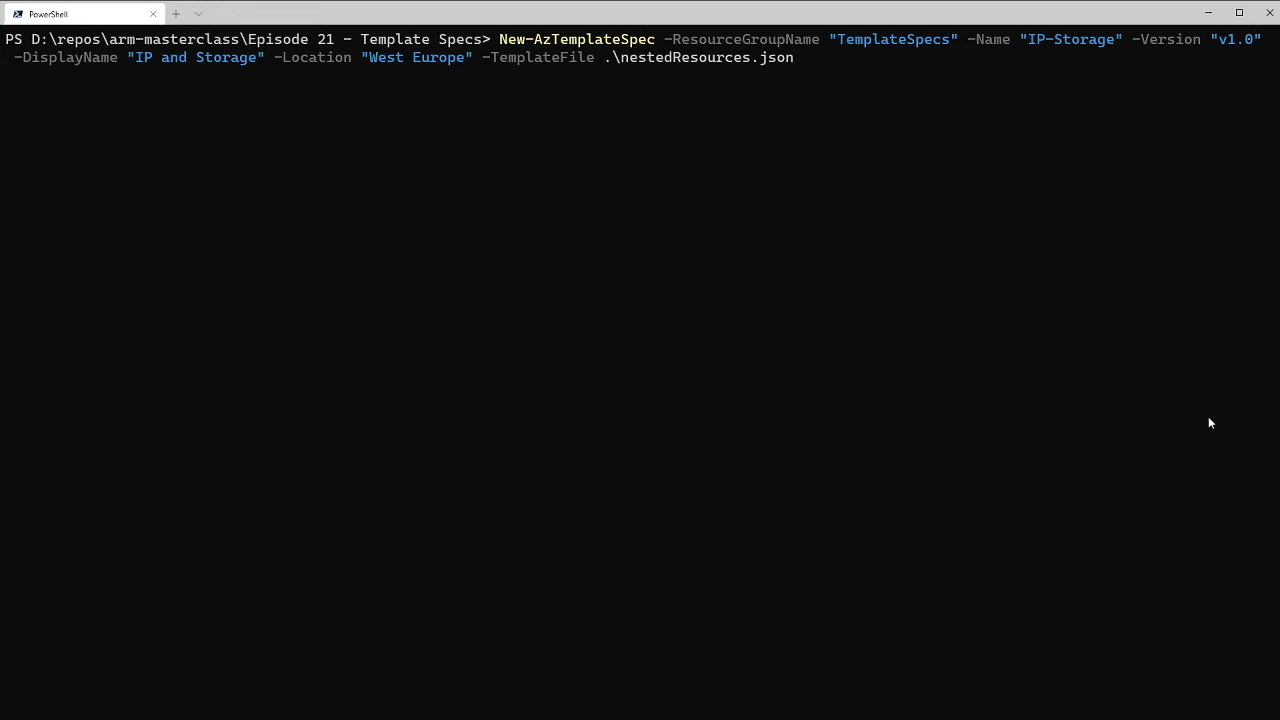 PowerShell
PS D:\repos\arm-masterclass\Episode 21 - Template Specs> New-AzTemplateSpec -ResourceGroupName "TemplateSpecs" -Name "IP-Storage" -Version "v1.0"
-DisplayName "IP and Storage" -Location "West Europe" -TemplateFile .\nestedResources.json